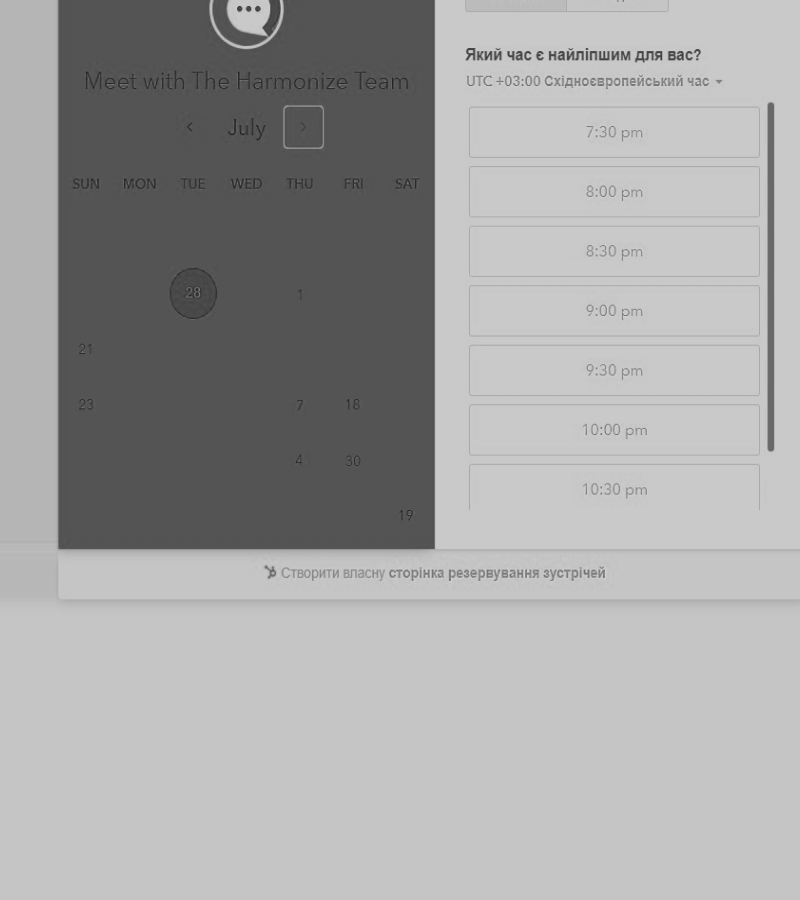 Meet with The Harmonize Team
July
SUN MON TUE WED THU FRI SAT
28 1
21
23 7 18
4 30
19
Який час є найліпшим для вас?
UTC +03:00 Східноєвропейський час
7:30 pm
8:00 pm
8:30 pm
9:00 pm
9:30 pm
10:00 pm
10:30 pm
Створити власну сторінка резервування зустрічей